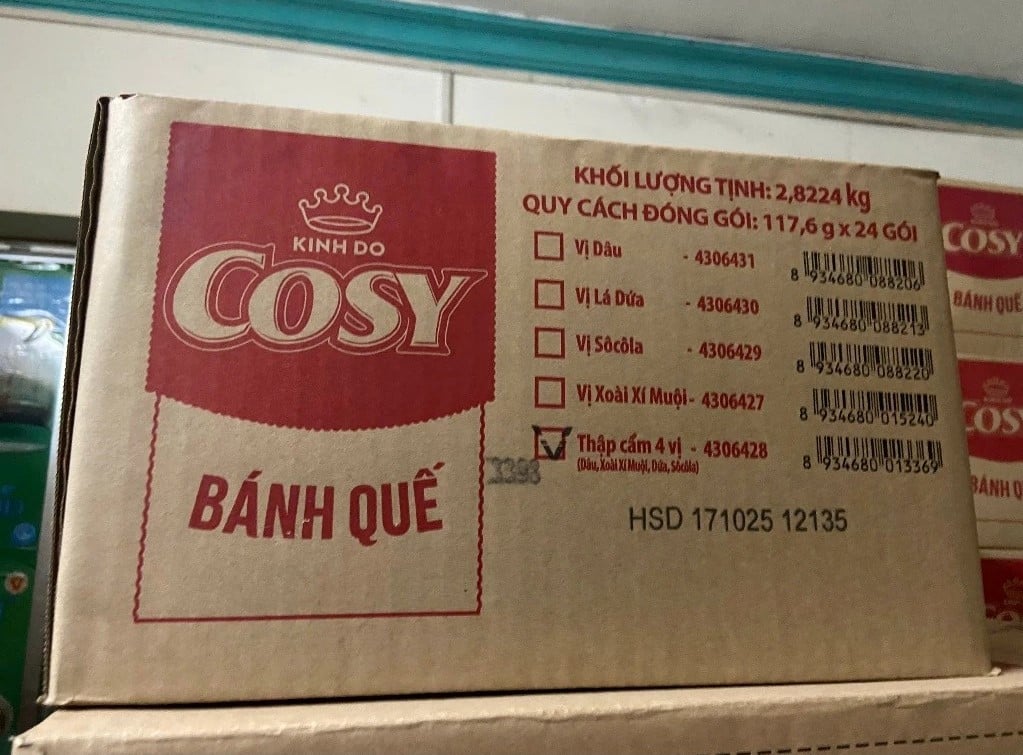 KINH DO
COSY
BÁNH QUẾ
KHỐI LƯỢNG TỊNH: 2,8224 kg
QUY CÁCH ĐÓNG GÓI: 117,6 g x 24 GÓI
Vị Dâu - 4306431
8 934680 088206
Vị Lá Dứa - 4306430
8 934680 088213
Vị Sôcôla - 4306429
8 934680 088220
Vị Xoài Xí Muội - 4306427
8 934680 015240
Thập cẩm 4 vị - 4306428
(Dâu, Xoài Xí Muội, Dứa, Sôcôla)
8 934680 013369
3398
HSD 171025 12135
COSY
BÁNH QUẾ
COS
BÁNH Q